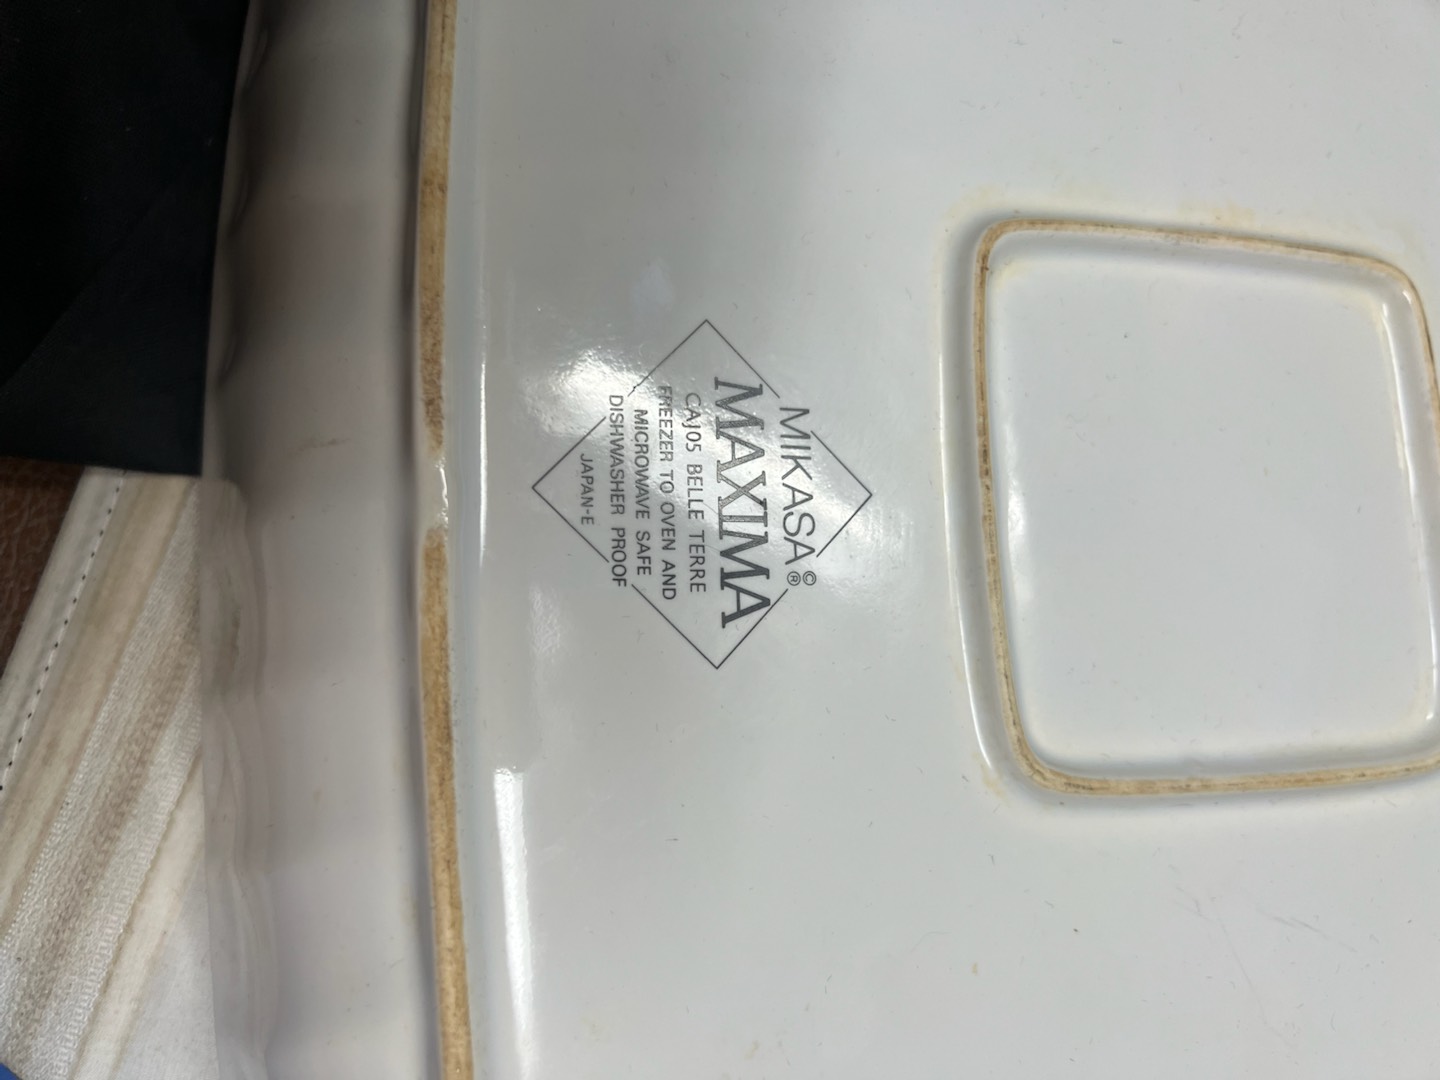 MIKASA©®
MAXIMA
CAJ05 BELLE TERRE
FREEZER TO OVEN AND
MICROWAVE SAFE
DISHWASHER PROOF
JAPAN-E